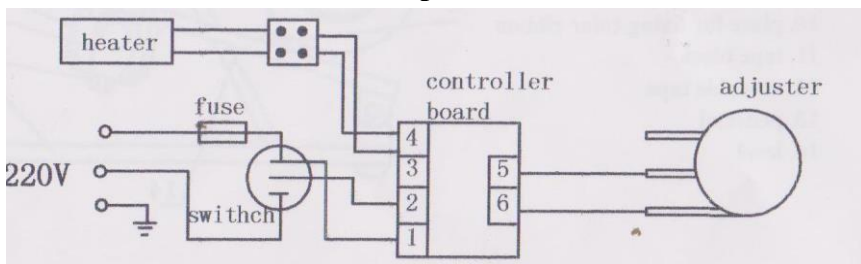 heater
controller
board
adjuster
fuse
4
3
5
220V
2
6
swithch
1